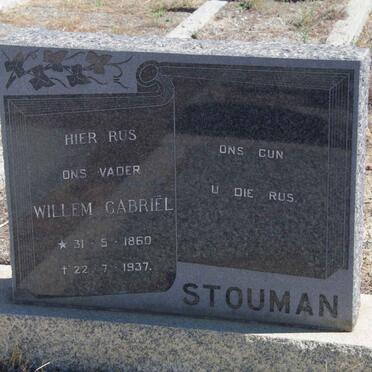 HIER RUS
ONS VADER
WILLEM GABRIËL
★ 31·5·1860
† 22·7·1937.
ONS GUN
U DIE RUS.
STOUMAN